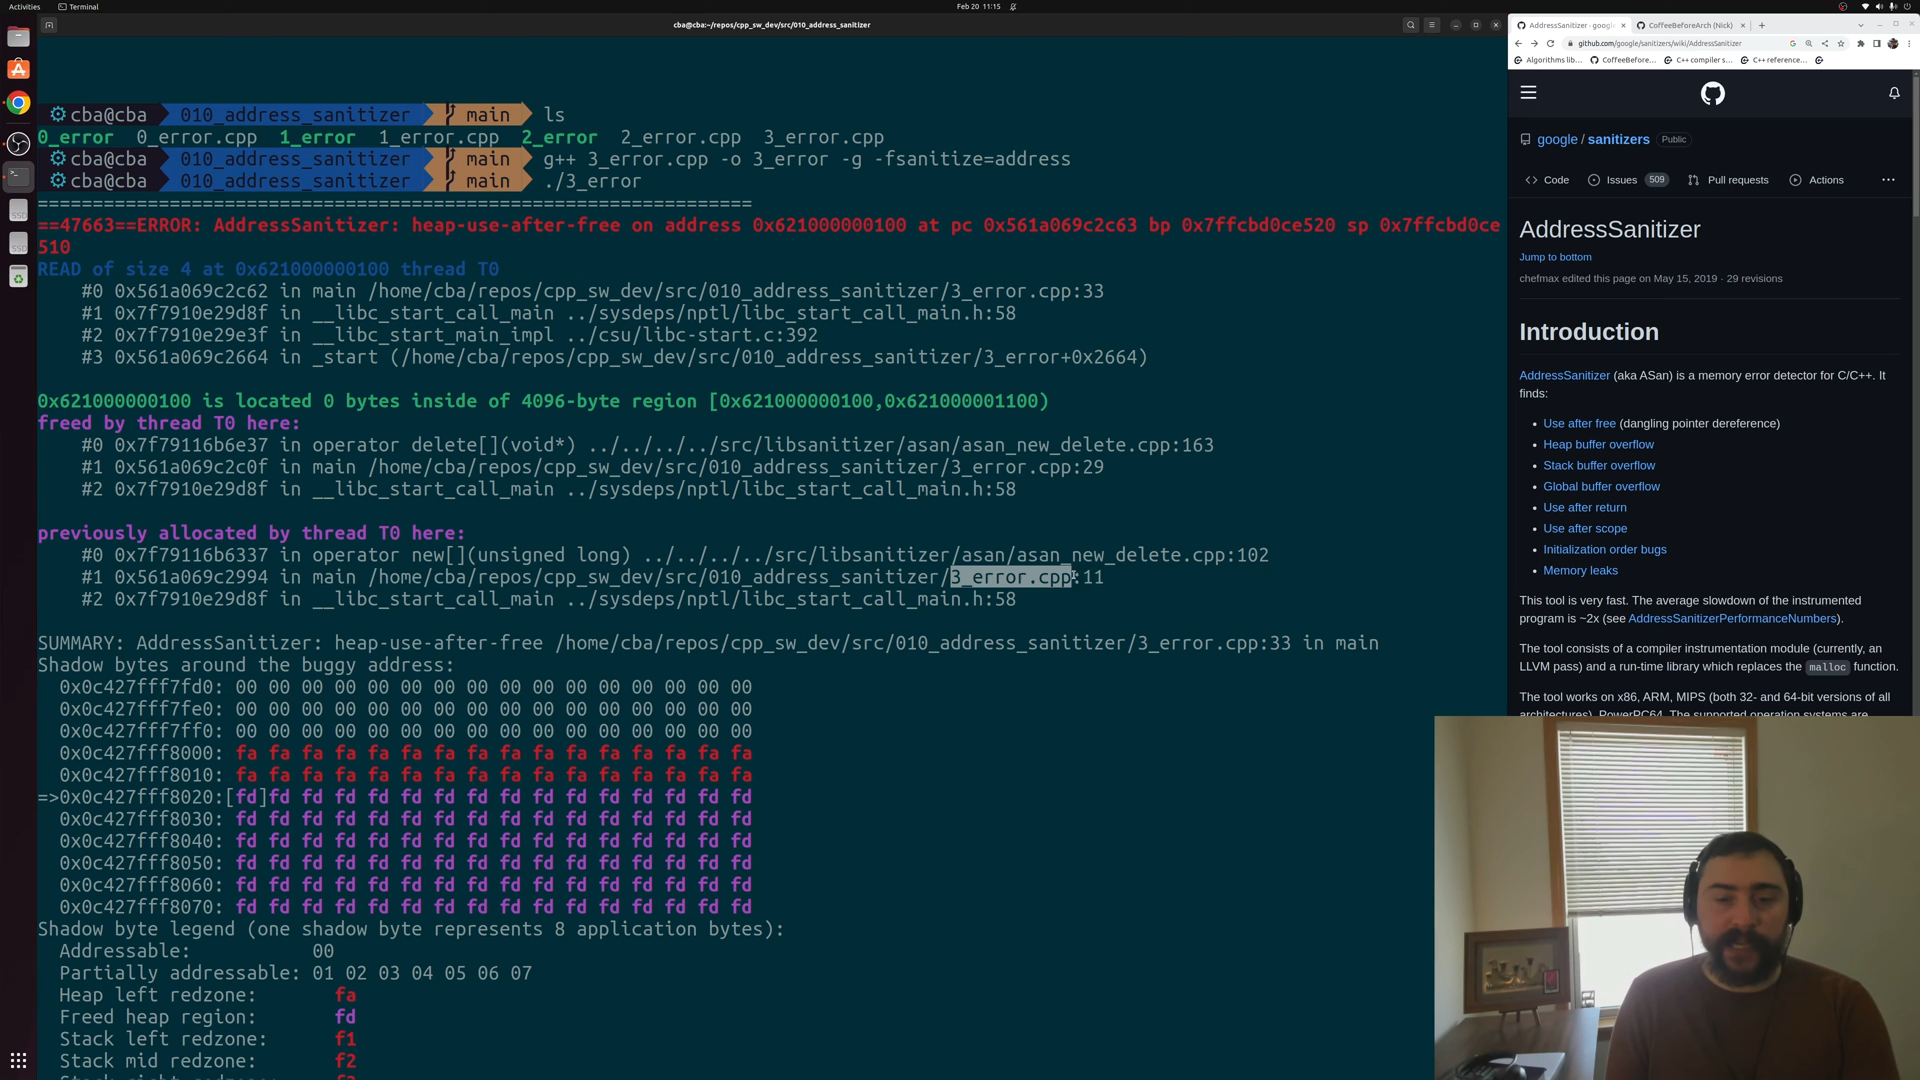 Activities
Terminal
Feb 20 11:15
cba@cba:~/repos/cpp_sw_dev/src/010_address_sanitizer
cba@cba 010_address_sanitizer main ls
0_error 0_error.cpp 1_error 1_error.cpp 2_error 2_error.cpp 3_error.cpp
cba@cba 010_address_sanitizer main g++ 3_error.cpp -o 3_error -g -fsanitize=address
cba@cba 010_address_sanitizer main ./3_error
=================================================================
==47663==ERROR: AddressSanitizer: heap-use-after-free on address 0x621000000100 at pc 0x561a069c2c63 bp 0x7ffcbd0ce520 sp 0x7ffcbd0ce
510
READ of size 4 at 0x621000000100 thread T0
#0 0x561a069c2c62 in main /home/cba/repos/cpp_sw_dev/src/010_address_sanitizer/3_error.cpp:33
#1 0x7f7910e29d8f in __libc_start_call_main ../sysdeps/nptl/libc_start_call_main.h:58
#2 0x7f7910e29e3f in __libc_start_main_impl ../csu/libc-start.c:392
#3 0x561a069c2664 in _start (/home/cba/repos/cpp_sw_dev/src/010_address_sanitizer/3_error+0x2664)
0x621000000100 is located 0 bytes inside of 4096-byte region [0x621000000100,0x621000001100)
freed by thread T0 here:
#0 0x7f79116b6e37 in operator delete[](void*) ../../../../src/libsanitizer/asan/asan_new_delete.cpp:163
#1 0x561a069c2c0f in main /home/cba/repos/cpp_sw_dev/src/010_address_sanitizer/3_error.cpp:29
#2 0x7f7910e29d8f in __libc_start_call_main ../sysdeps/nptl/libc_start_call_main.h:58
previously allocated by thread T0 here:
#0 0x7f79116b6337 in operator new[](unsigned long) ../../../../src/libsanitizer/asan/asan_new_delete.cpp:102
#1 0x561a069c2994 in main /home/cba/repos/cpp_sw_dev/src/010_address_sanitizer/3_error.cpp:11
#2 0x7f7910e29d8f in __libc_start_call_main ../sysdeps/nptl/libc_start_call_main.h:58
SUMMARY: AddressSanitizer: heap-use-after-free /home/cba/repos/cpp_sw_dev/src/010_address_sanitizer/3_error.cpp:33 in main
Shadow bytes around the buggy address:
0x0c427fff7fd0: 00 00 00 00 00 00 00 00 00 00 00 00 00 00 00 00
0x0c427fff7fe0: 00 00 00 00 00 00 00 00 00 00 00 00 00 00 00 00
0x0c427fff7ff0: 00 00 00 00 00 00 00 00 00 00 00 00 00 00 00 00
0x0c427fff8000: fa fa fa fa fa fa fa fa fa fa fa fa fa fa fa fa
0x0c427fff8010: fa fa fa fa fa fa fa fa fa fa fa fa fa fa fa fa
=>0x0c427fff8020:[fd]fd fd fd fd fd fd fd fd fd fd fd fd fd fd fd
0x0c427fff8030: fd fd fd fd fd fd fd fd fd fd fd fd fd fd fd fd
0x0c427fff8040: fd fd fd fd fd fd fd fd fd fd fd fd fd fd fd fd
0x0c427fff8050: fd fd fd fd fd fd fd fd fd fd fd fd fd fd fd fd
0x0c427fff8060: fd fd fd fd fd fd fd fd fd fd fd fd fd fd fd fd
0x0c427fff8070: fd fd fd fd fd fd fd fd fd fd fd fd fd fd fd fd
Shadow byte legend (one shadow byte represents 8 application bytes):
Addressable: 00
Partially addressable: 01 02 03 04 05 06 07
Heap left redzone: fa
Freed heap region: fd
Stack left redzone: f1
Stack mid redzone: f2
AddressSanitizer · googl
CoffeeBeforeArch (Nick)
github.com/google/sanitizers/wiki/AddressSanitizer
Algorithms lib...
CoffeeBefore...
C++ compiler s...
C++ reference...
google / sanitizers Public
Code
Issues 509
Pull requests
Actions
AddressSanitizer
Jump to bottom
chefmax edited this page on May 15, 2019 · 29 revisions
Introduction
AddressSanitizer (aka ASan) is a memory error detector for C/C++. It
finds:
• Use after free (dangling pointer dereference)
• Heap buffer overflow
• Stack buffer overflow
• Global buffer overflow
• Use after return
• Use after scope
• Initialization order bugs
• Memory leaks
This tool is very fast. The average slowdown of the instrumented
program is ~2x (see AddressSanitizerPerformanceNumbers).
The tool consists of a compiler instrumentation module (currently, an
LLVM pass) and a run-time library which replaces the malloc function.
The tool works on x86, ARM, MIPS (both 32- and 64-bit versions of all
architectures), PowerPC64. The supported operation systems are